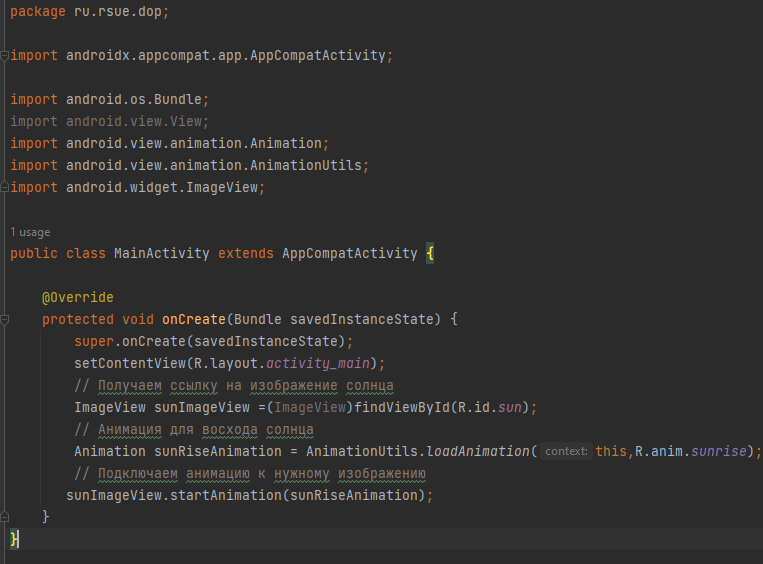 package ru.rsue.dop;
import androidx.appcompat.app.AppCompatActivity;
import android.os.Bundle;
import android.view.View;
import android.view.animation.Animation;
import android.view.animation.AnimationUtils;
import android.widget.ImageView;
1 usage
public class MainActivity extends AppCompatActivity {
@Override
protected void onCreate(Bundle savedInstanceState) {
super.onCreate(savedInstanceState);
setContentView(R.layout.activity_main);
// Получаем ссылку на изображение солнца
ImageView sunImageView =(ImageView)findViewById(R.id.sun);
// Анимация для восхода солнца
Animation sunRiseAnimation = AnimationUtils.loadAnimation( context: this,R.anim.sunrise);
// Подключаем анимацию к нужному изображению
sunImageView.startAnimation(sunRiseAnimation);
}
}